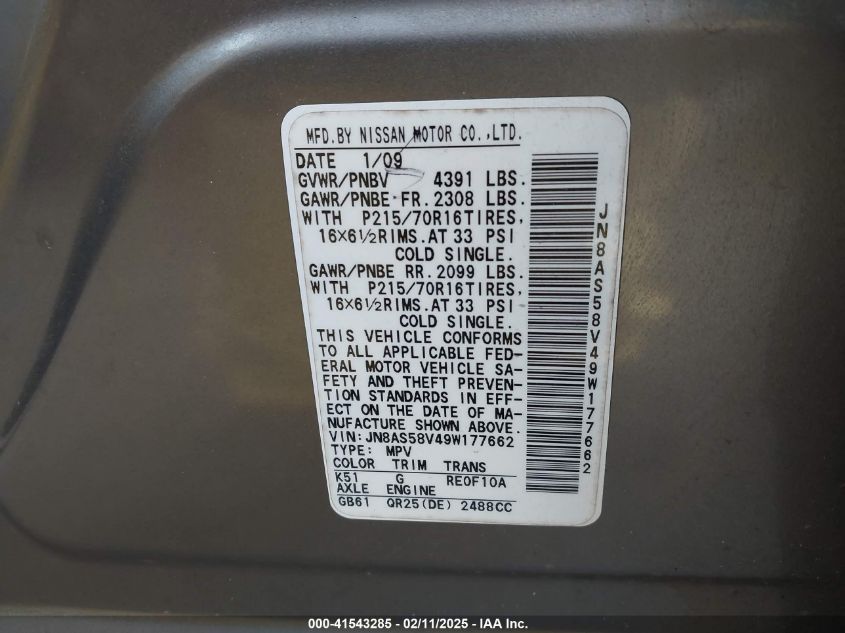 MFD.BY NISSAN MOTOR CO.,LTD.
DATE 1/09
GVWR/PNBV 4391 LBS.
GAWR/PNBE FR. 2308 LBS.
WITH P215/70R16TIRES,
16X6½RIMS.AT 33 PSI
COLD SINGLE.
GAWR/PNBE RR. 2099 LBS.
WITH P215/70R16TIRES,
16X6½RIMS.AT 33 PSI
COLD SINGLE.
THIS VEHICLE CONFORMS
TO ALL APPLICABLE FED-
ERAL MOTOR VEHICLE SA-
FETY AND THEFT PREVEN-
TION STANDARDS IN EFF-
ECT ON THE DATE OF MA-
NUFACTURE SHOWN ABOVE.
VIN:JN8AS58V49W177662
TYPE: MPV
COLOR TRIM TRANS
K51 G RE0F10A
AXLE ENGINE
GB61 QR25(DE) 2488CC
JN8AS58V49W177662
000-41543285 - 02/11/2025 - IAA Inc.